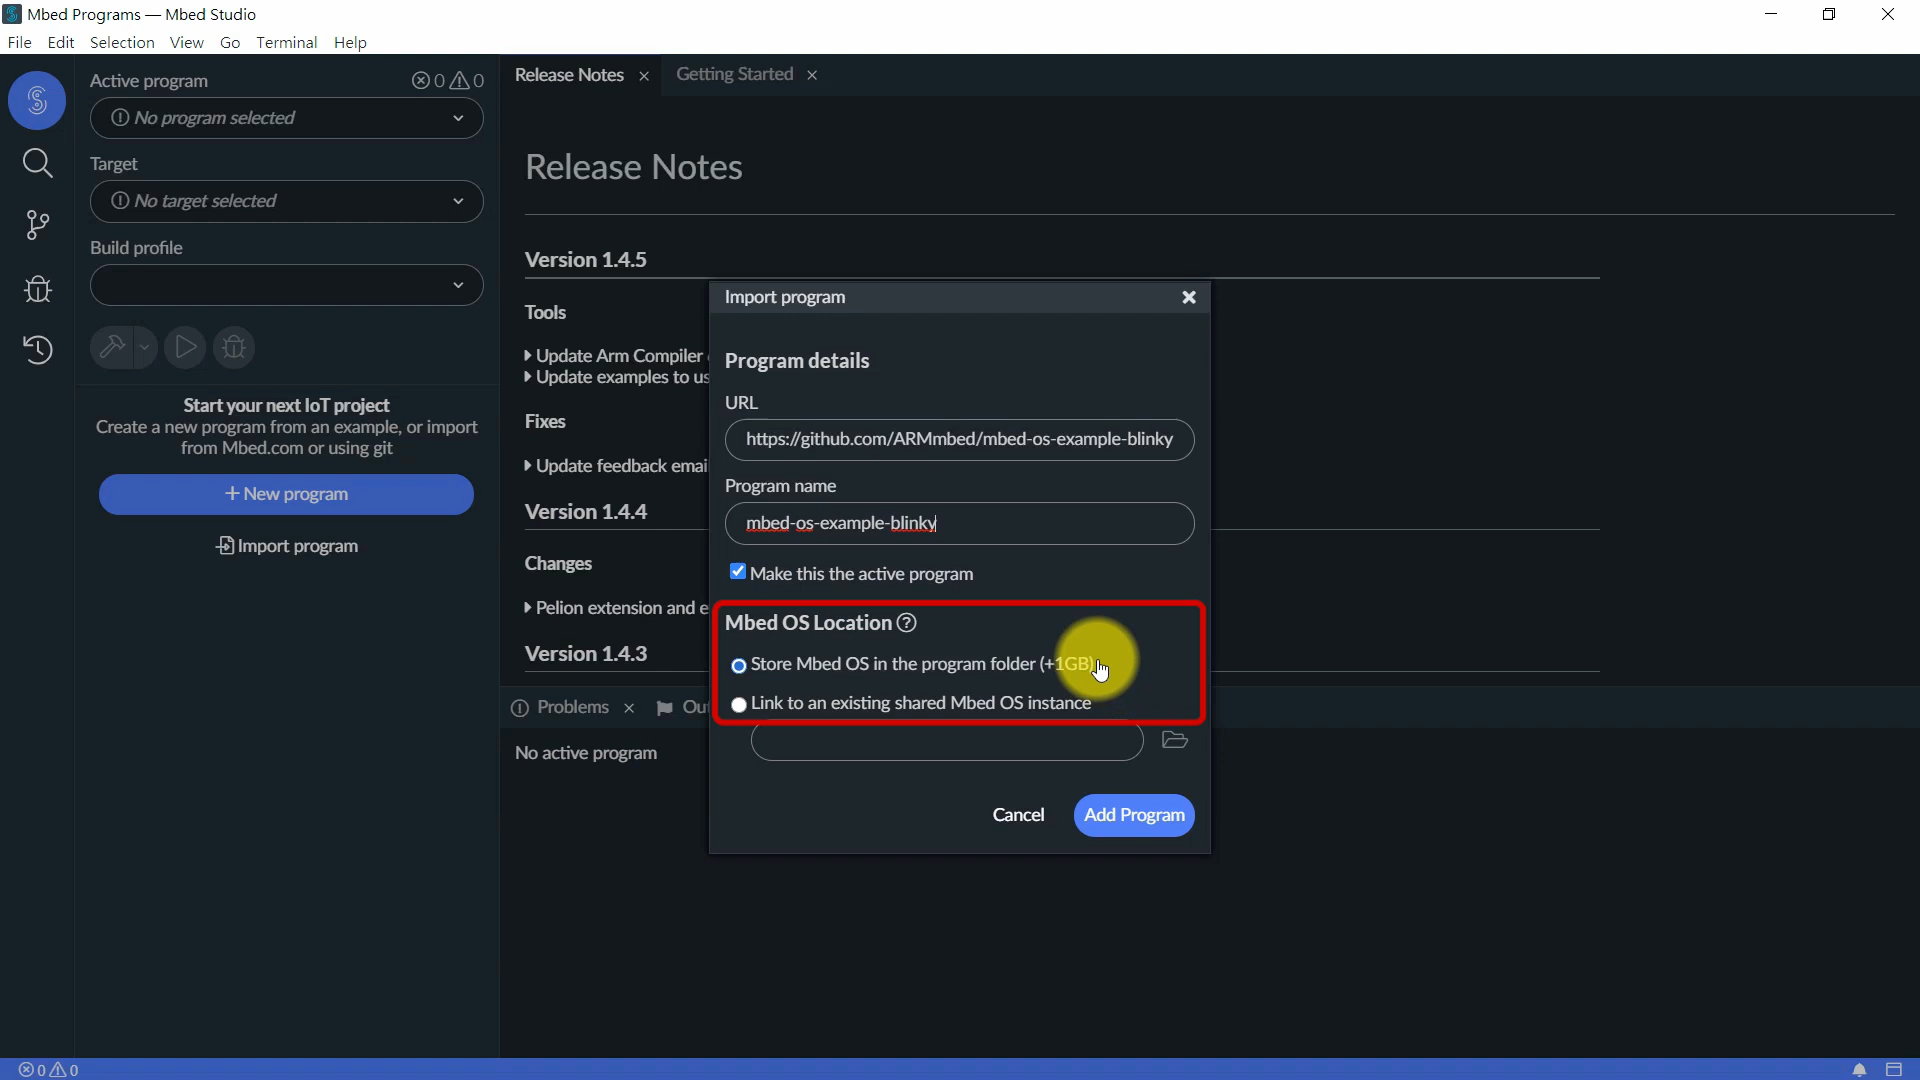 Mbed Programs — Mbed Studio
File Edit Selection View Go Terminal Help
Active program
0 0
No program selected
Target
No target selected
Build profile
Start your next IoT project
Create a new program from an example, or import
from Mbed.com or using git
+ New program
Import program
Release Notes × Getting Started ×
Release Notes
Version 1.4.5
Tools
Update Arm Compiler
Update examples to us
Fixes
Update feedback emai
Version 1.4.4
Changes
Pelion extension and e
Version 1.4.3
Import program
Program details
URL
https://github.com/ARMmbed/mbed-os-example-blinky
Program name
mbed-os-example-blinky
Make this the active program
Mbed OS Location
Store Mbed OS in the program folder (+1GB)
Link to an existing shared Mbed OS instance
Cancel Add Program
Problems × Ou
No active program
0 0